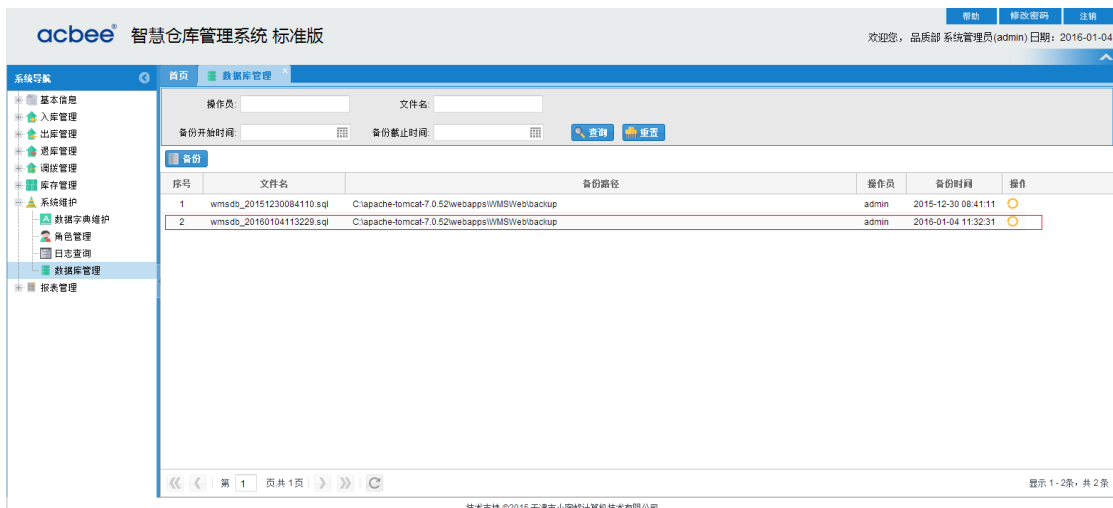 帮助 修改密码 注销
acbee® 智慧仓库管理系统 标准版
欢迎您， 品质部 系统管理员(admin) 日期：2016-01-04
系统导航
首页 数据库管理
基本信息
入库管理
出库管理
退库管理
调拨管理
库存管理
系统维护
数据字典维护
角色管理
日志查询
数据库管理
报表管理
操作员: 文件名:
备份开始时间: 备份截止时间: 查询 重置
备份
序号 文件名 备份路径 操作员 备份时间 操作
1 wmsdb_20151230084110.sql C:\apache-tomcat-7.0.52\webapps\WMSWeb\backup admin 2015-12-30 08:41:11
2 wmsdb_20160104113229.sql C:\apache-tomcat-7.0.52\webapps\WMSWeb\backup admin 2016-01-04 11:32:31
第 1 页,共 1 页
显示 1 - 2条，共 2 条